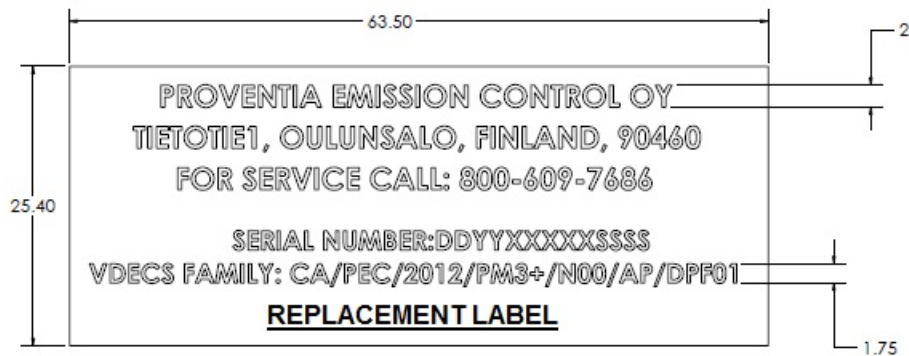 63.50
2
PROVENTIA EMISSION CONTROL OY
TIETOTIE1, OULUNSALO, FINLAND, 90460
FOR SERVICE CALL: 800-609-7686
25.40
SERIAL NUMBER:DDYYXXXXXSSSS
VDECS FAMILY: CA/PEC/2012/PM3+/N00/AP/DPF01
REPLACEMENT LABEL
1.75